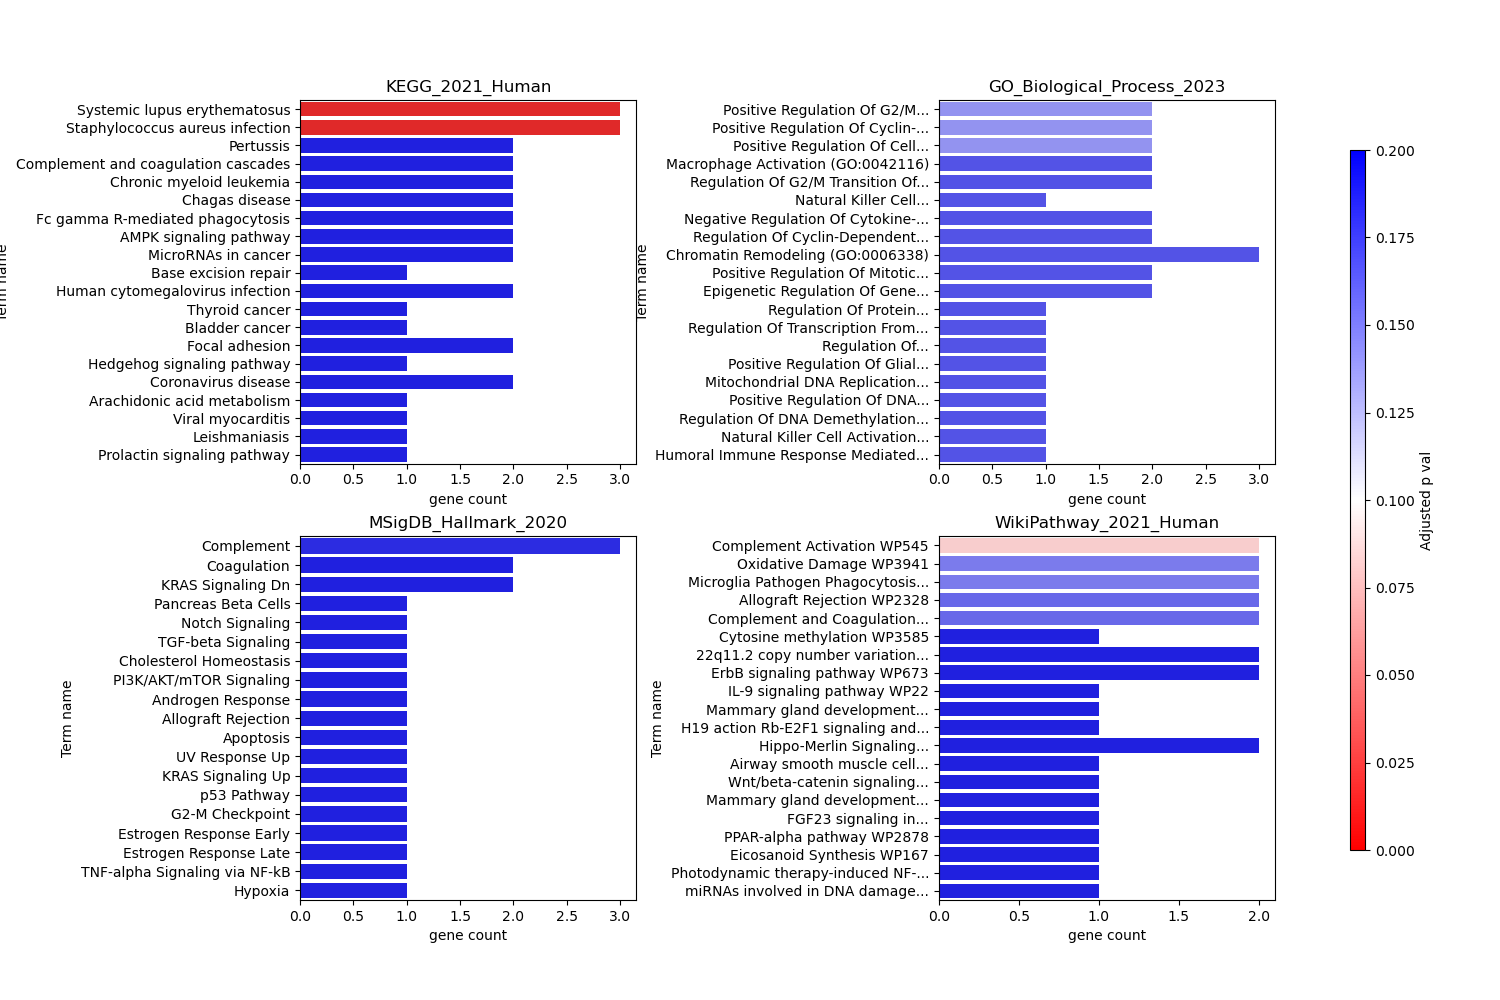 KEGG_2021_Human
Systemic lupus erythematosus
Staphylococcus aureus infection
Pertussis
Complement and coagulation cascades
Chronic myeloid leukemia
Chagas disease
Fc gamma R-mediated phagocytosis
AMPK signaling pathway
MicroRNAs in cancer
Base excision repair
Human cytomegalovirus infection
Thyroid cancer
Bladder cancer
Focal adhesion
Hedgehog signaling pathway
Coronavirus disease
Arachidonic acid metabolism
Viral myocarditis
Leishmaniasis
Prolactin signaling pathway
Term name
0.0 0.5 1.0 1.5 2.0 2.5 3.0
gene count
GO_Biological_Process_2023
Positive Regulation Of G2/M...
Positive Regulation Of Cyclin-...
Positive Regulation Of Cell...
Macrophage Activation (GO:0042116)
Regulation Of G2/M Transition Of...
Natural Killer Cell...
Negative Regulation Of Cytokine-...
Regulation Of Cyclin-Dependent...
Chromatin Remodeling (GO:0006338)
Positive Regulation Of Mitotic...
Epigenetic Regulation Of Gene...
Regulation Of Protein...
Regulation Of Transcription From...
Regulation Of...
Positive Regulation Of Glial...
Mitochondrial DNA Replication...
Positive Regulation Of DNA...
Regulation Of DNA Demethylation...
Natural Killer Cell Activation...
Humoral Immune Response Mediated...
Term name
0.0 0.5 1.0 1.5 2.0 2.5 3.0
gene count
MSigDB_Hallmark_2020
Complement
Coagulation
KRAS Signaling Dn
Pancreas Beta Cells
Notch Signaling
TGF-beta Signaling
Cholesterol Homeostasis
PI3K/AKT/mTOR Signaling
Androgen Response
Allograft Rejection
Apoptosis
UV Response Up
KRAS Signaling Up
p53 Pathway
G2-M Checkpoint
Estrogen Response Early
Estrogen Response Late
TNF-alpha Signaling via NF-kB
Hypoxia
Term name
0.0 0.5 1.0 1.5 2.0 2.5 3.0
gene count
WikiPathway_2021_Human
Complement Activation WP545
Oxidative Damage WP3941
Microglia Pathogen Phagocytosis...
Allograft Rejection WP2328
Complement and Coagulation...
Cytosine methylation WP3585
22q11.2 copy number variation...
ErbB signaling pathway WP673
IL-9 signaling pathway WP22
Mammary gland development...
H19 action Rb-E2F1 signaling and...
Hippo-Merlin Signaling...
Airway smooth muscle cell...
Wnt/beta-catenin signaling...
Mammary gland development...
FGF23 signaling in...
PPAR-alpha pathway WP2878
Eicosanoid Synthesis WP167
Photodynamic therapy-induced NF-...
miRNAs involved in DNA damage...
Term name
0.0 0.5 1.0 1.5 2.0
gene count
0.200
0.175
0.150
0.125
0.100
0.075
0.050
0.025
0.000
Adjusted p val